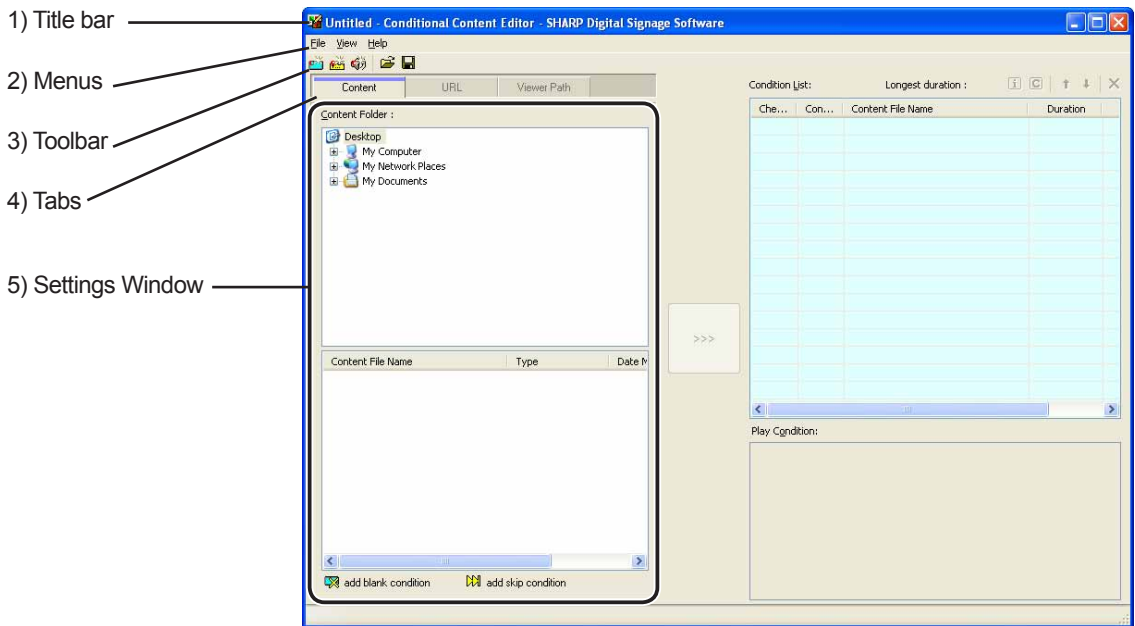 1) Title bar
Untitled - Conditional Content Editor - SHARP Digital Signage Software
File View Help
2) Menus
3) Toolbar
4) Tabs
5) Settings Window
Content URL Viewer Path
Content Folder :
Desktop
My Computer
My Network Places
My Documents
Content File Name Type Date M
add blank condition add skip condition
>>>
Condition List: Longest duration : i C
Che... Con... Content File Name Duration
Play Condition: